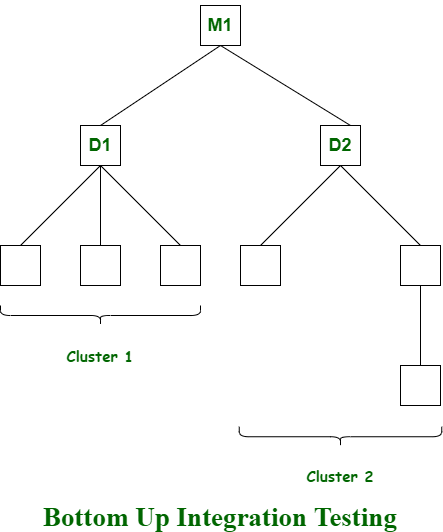 M1
D1
D2
Cluster 1
Cluster 2
Bottom Up Integration Testing